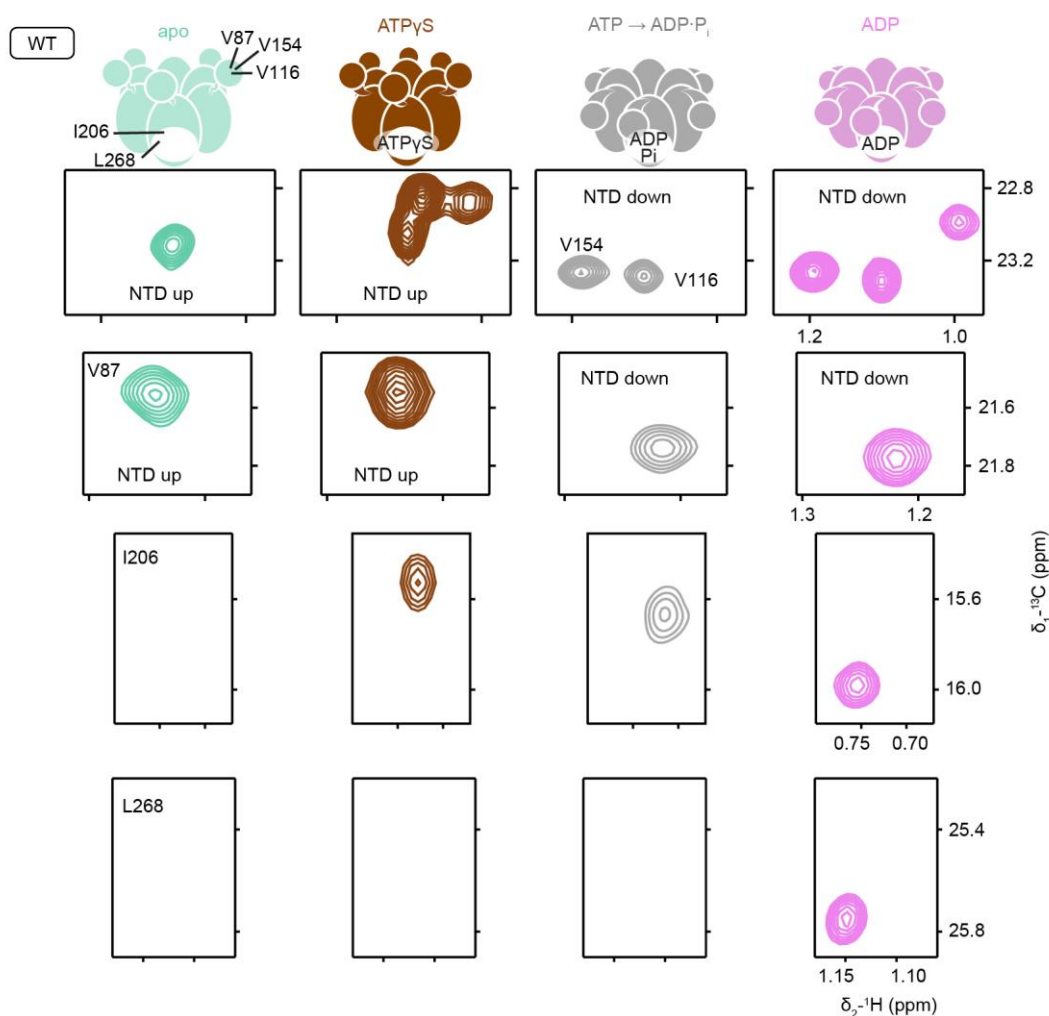 WT
apo
V87
V154
V116
I206
L268
ATPγS
ATPγS
ATP → ADP·Pi
ADP
Pi
ADP
ADP
NTD up
NTD up
NTD down
V154
V116
NTD down
22.8
23.2
1.2 1.0
V87
NTD up
NTD up
NTD down
NTD down
21.6
21.8
1.3 1.2
I206
15.6
16.0
0.75 0.70
δ1-13C (ppm)
L268
25.4
25.8
1.15 1.10
δ2-1H (ppm)